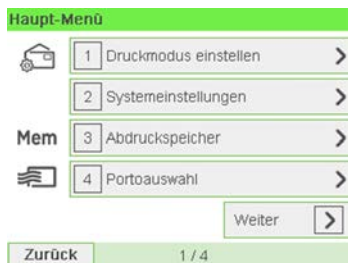 Haupt-Menü
1 Druckmodus einstellen
2 Systemeinstellungen
Mem 3 Abdruckspeicher
4 Portoauswahl
Weiter
Zurück 1 / 4